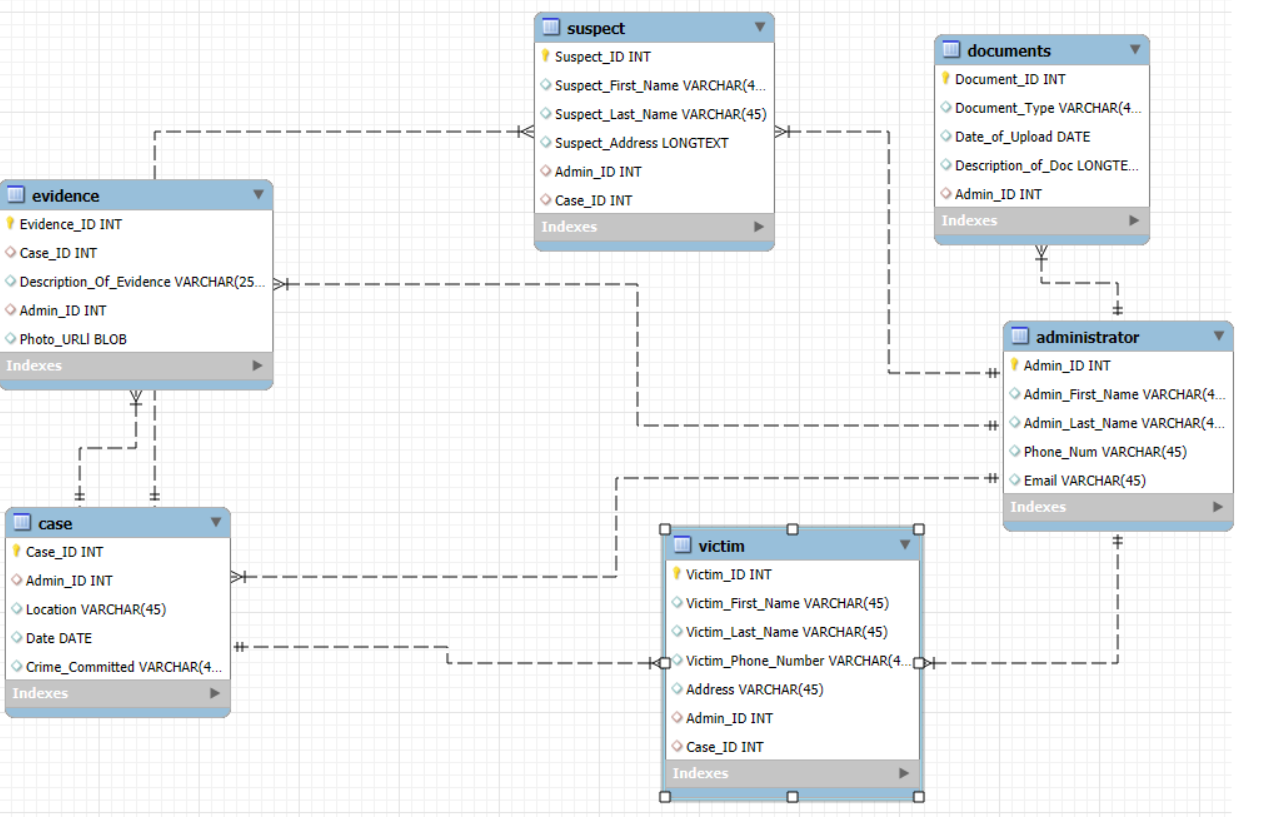 suspect
Suspect_ID INT
Suspect_First_Name VARCHAR(4...
Suspect_Last_Name VARCHAR(45)
Suspect_Address LONGTEXT
Admin_ID INT
Case_ID INT
Indexes
documents
Document_ID INT
Document_Type VARCHAR(4...
Date_of_Upload DATE
Description_of_Doc LONGTE...
Admin_ID INT
Indexes
evidence
Evidence_ID INT
Case_ID INT
Description_Of_Evidence VARCHAR(25...
Admin_ID INT
Photo_URLl BLOB
Indexes
administrator
Admin_ID INT
Admin_First_Name VARCHAR(4...
Admin_Last_Name VARCHAR(4...
Phone_Num VARCHAR(45)
Email VARCHAR(45)
Indexes
case
Case_ID INT
Admin_ID INT
Location VARCHAR(45)
Date DATE
Crime_Committed VARCHAR(4...
Indexes
victim
Victim_ID INT
Victim_First_Name VARCHAR(45)
Victim_Last_Name VARCHAR(45)
Victim_Phone_Number VARCHAR(4...
Address VARCHAR(45)
Admin_ID INT
Case_ID INT
Indexes